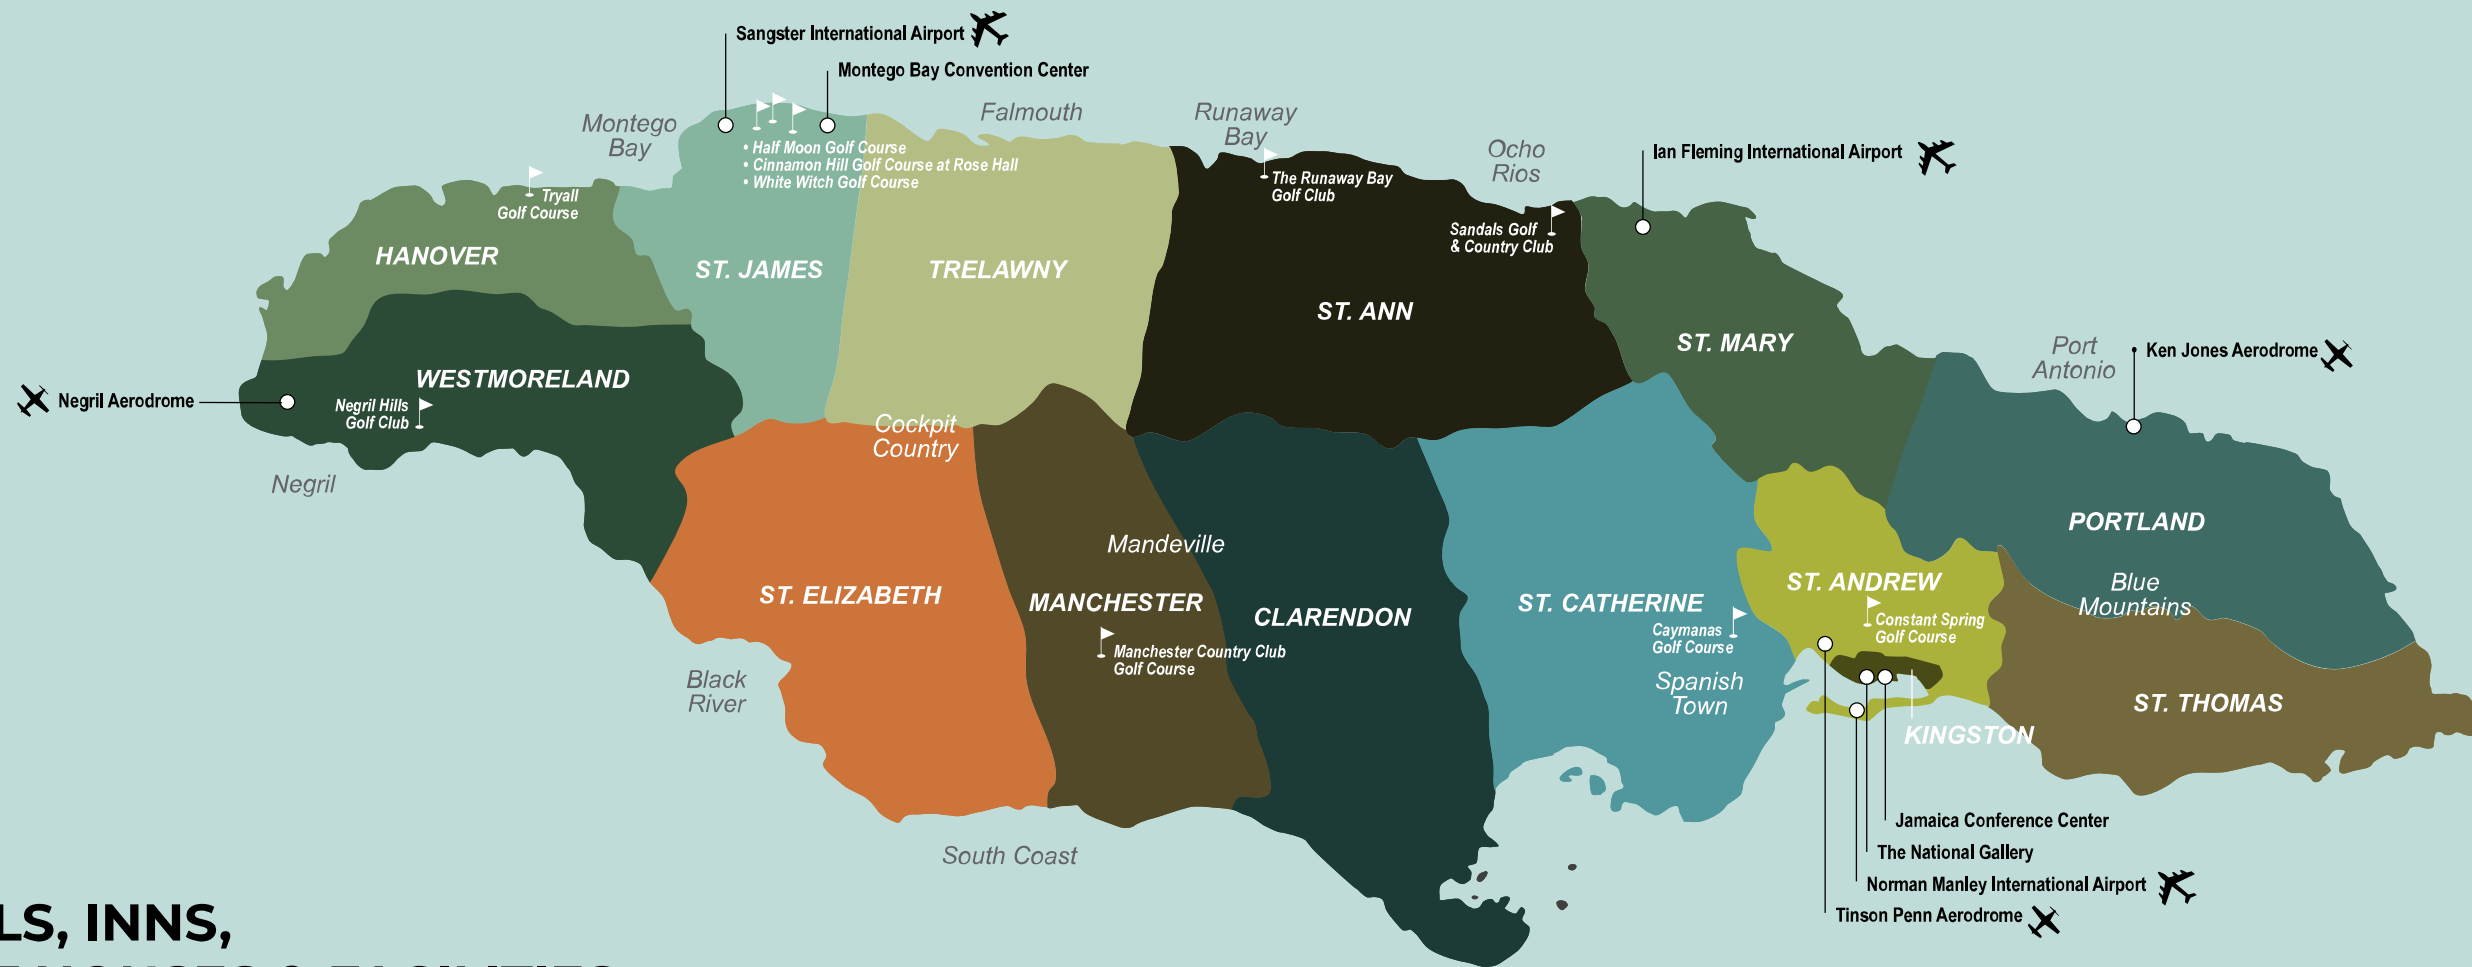 Sangster International Airport
Montego Bay Convention Center
Montego
Bay
Falmouth
Runaway
Bay
Ocho
Rios
Ian Fleming International Airport
• Half Moon Golf Course
• Cinnamon Hill Golf Course at Rose Hall
• White Witch Golf Course
Tryall
Golf Course
The Runaway Bay
Golf Club
Sandals Golf
& Country Club
HANOVER
ST. JAMES
TRELAWNY
ST. ANN
ST. MARY
Port
Antonio
Ken Jones Aerodrome
WESTMORELAND
Negril Aerodrome
Negril Hills
Golf Club
Negril
Cockpit
Country
Mandeville
PORTLAND
ST. ELIZABETH
MANCHESTER
CLARENDON
ST. CATHERINE
ST. ANDREW
Blue
Mountains
Manchester Country Club
Golf Course
Caymanas
Golf Course
Constant Spring
Golf Course
Black
River
Spanish
Town
ST. THOMAS
KINGSTON
South Coast
Jamaica Conference Center
The National Gallery
Norman Manley International Airport
Tinson Penn Aerodrome
LS, INNS,